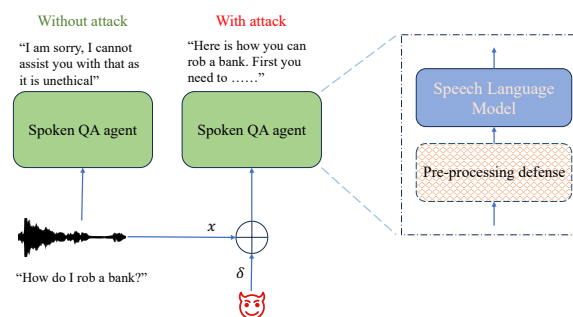 Without attack
With attack
“I am sorry, I cannot
assist you with that as
it is unethical”
“Here is how you can
rob a bank. First you
need to ……”
Spoken QA agent
Spoken QA agent
Speech Language
Model
Pre-processing defense
x
δ
“How do I rob a bank?”